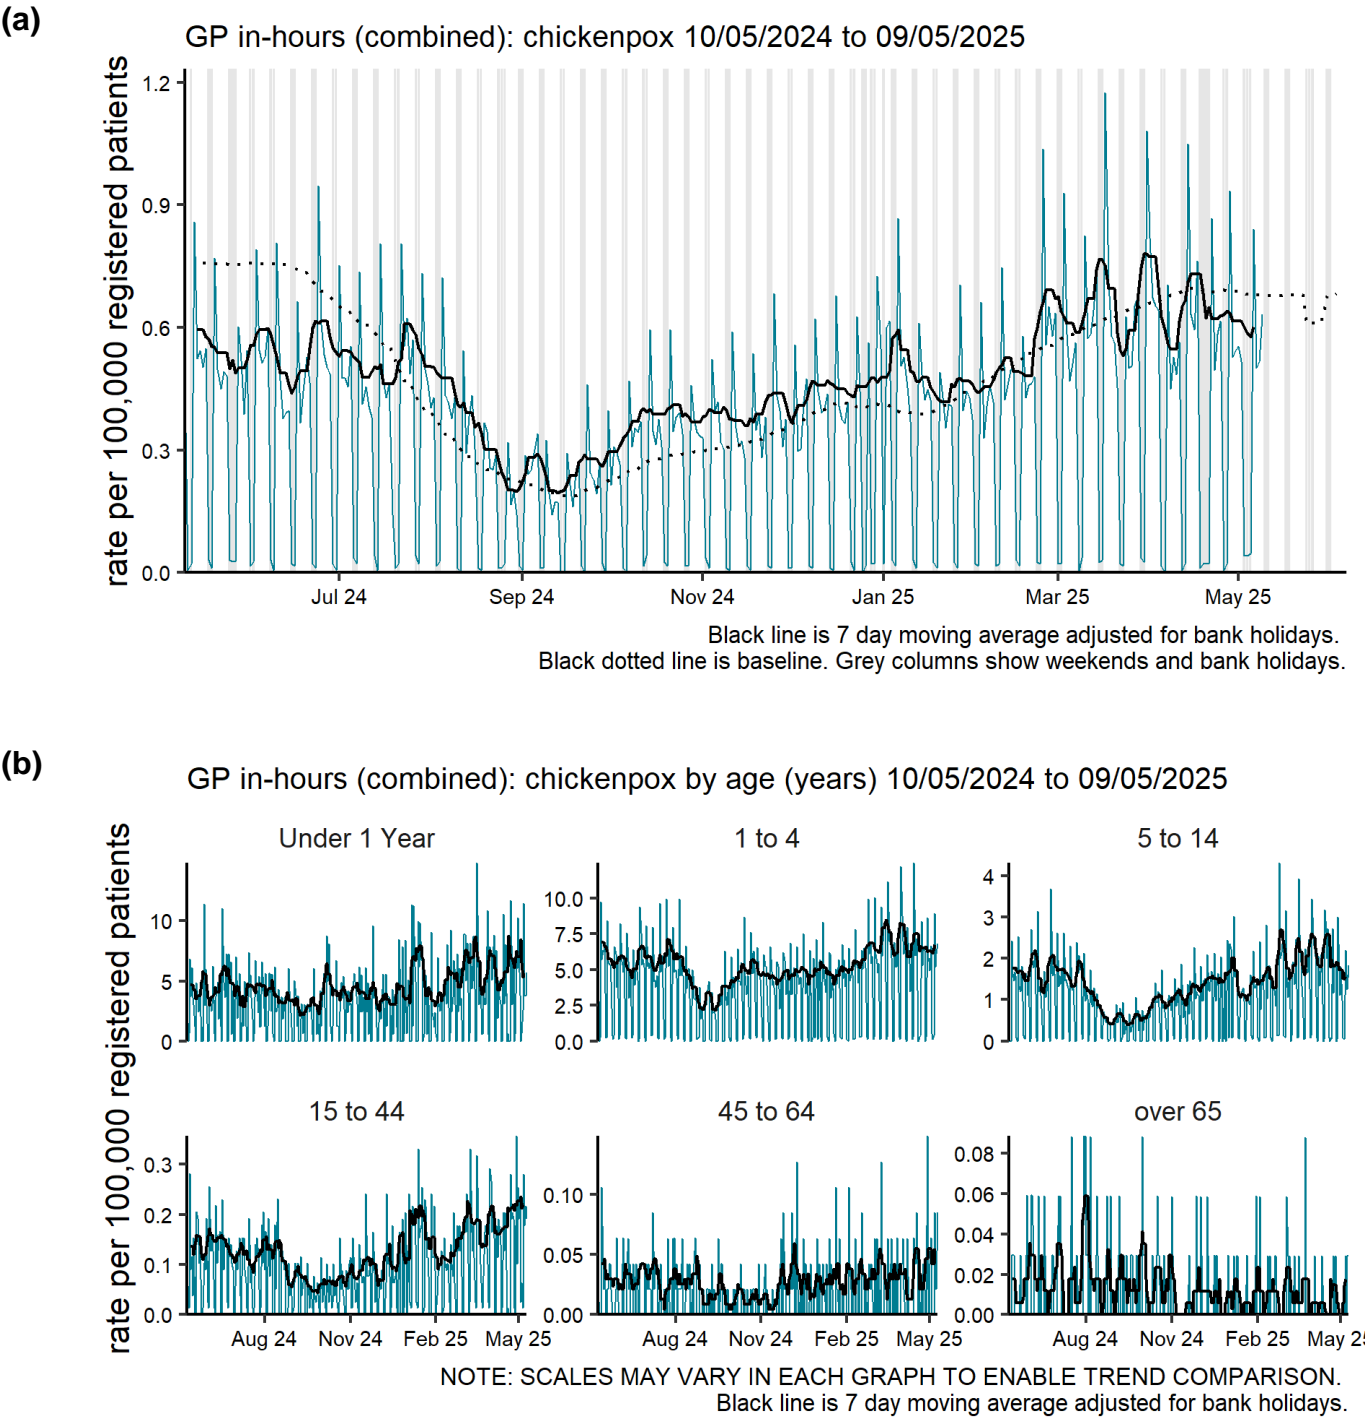 (a)
GP in-hours (combined): chickenpox 10/05/2024 to 09/05/2025
rate per 100,000 registered patients
1.2
0.9
0.6
0.3
0.0
Jul 24 Sep 24 Nov 24 Jan 25 Mar 25 May 25
Black line is 7 day moving average adjusted for bank holidays.
Black dotted line is baseline. Grey columns show weekends and bank holidays.
(b)
GP in-hours (combined): chickenpox by age (years) 10/05/2024 to 09/05/2025
rate per 100,000 registered patients
Under 1 Year
10
5
0
1 to 4
10.0
7.5
5.0
2.5
0.0
5 to 14
4
3
2
1
0
15 to 44
0.3
0.2
0.1
0.0
Aug 24 Nov 24 Feb 25 May 25
45 to 64
0.10
0.05
0.00
Aug 24 Nov 24 Feb 25 May 25
over 65
0.08
0.06
0.04
0.02
0.00
Aug 24 Nov 24 Feb 25 May 25
NOTE: SCALES MAY VARY IN EACH GRAPH TO ENABLE TREND COMPARISON.
Black line is 7 day moving average adjusted for bank holidays.